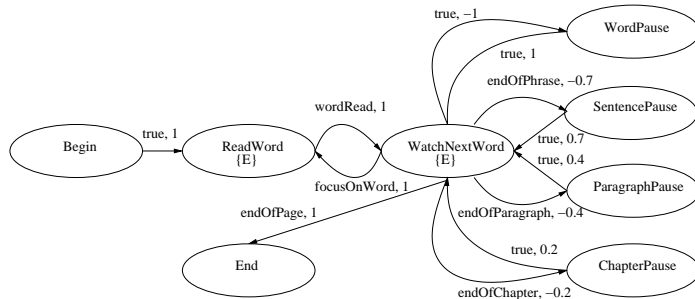 true, −1
WordPause
true, 1
endOfPhrase, −0.7
wordRead, 1
SentencePause
true, 1
Begin
ReadWord
{E}
WatchNextWord
{E}
true, 0.7
true, 0.4
focusOnWord, 1
ParagraphPause
endOfPage, 1
endOfParagraph, −0.4
true, 0.2
End
ChapterPause
endOfChapter, −0.2